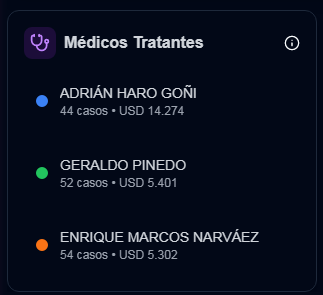 Médicos Tratantes
ADRIÁN HARO GOÑI
44 casos • USD 14.274
GERALDO PINEDO
52 casos • USD 5.401
ENRIQUE MARCOS NARVÁEZ
54 casos • USD 5.302